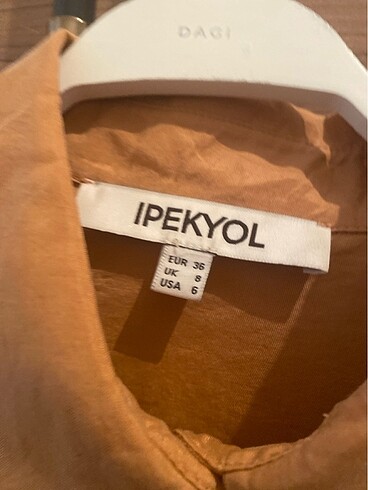 DAGI
IPEKYOL
EUR 36
UK 8
USA 6